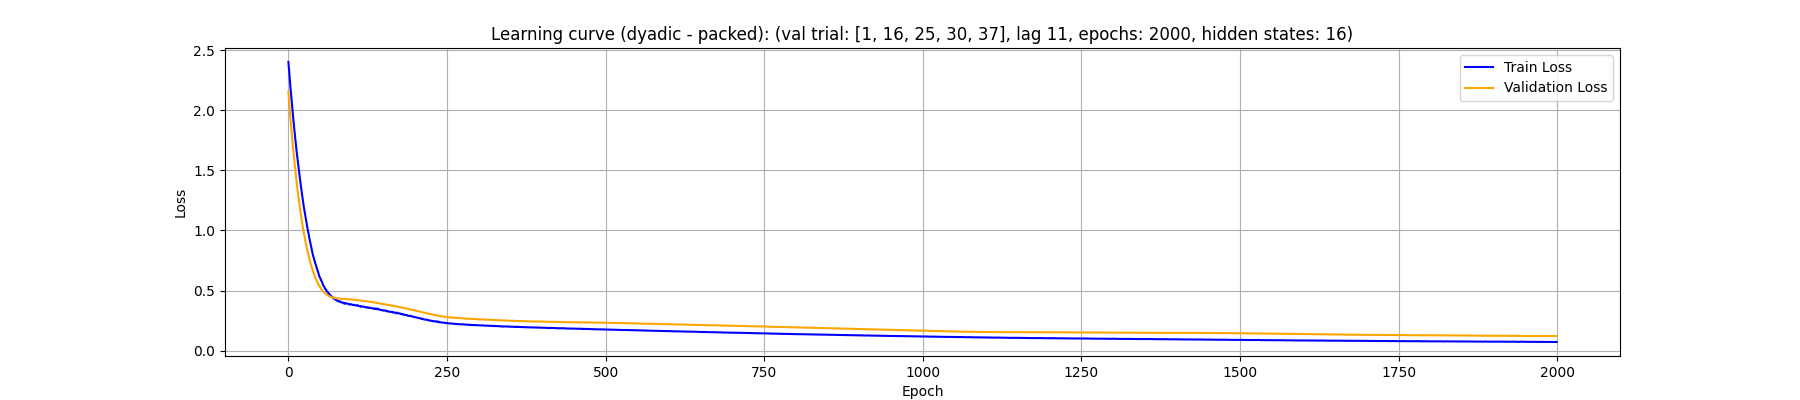 Learning curve (dyadic - packed): (val trial: [1, 16, 25, 30, 37], lag 11, epochs: 2000, hidden states: 16)
Train Loss
Validation Loss
Loss
2.5
2.0
1.5
1.0
0.5
0.0
0 250 500 750 1000 1250 1500 1750 2000
Epoch